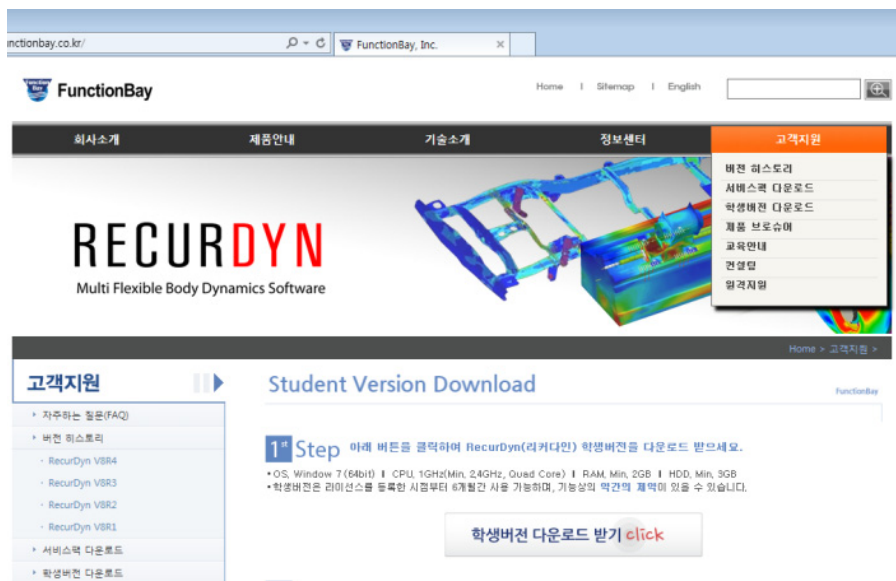 unctionbay.co.kr/
FunctionBay, Inc.
FunctionBay
Home | Sitemap | English
회사소개 제품안내 기술소개 정보센터 고객지원
버전 히스토리
서비스팩 다운로드
학생버전 다운로드
제품 브로슈어
교육안내
컨설팅
원격지원
RECURDYN
Multi Flexible Body Dynamics Software
Home > 고객지원 >
고객지원
자주하는 질문(FAQ)
버전 히스토리
- RecurDyn V8R4
- RecurDyn V8R3
- RecurDyn V8R2
- RecurDyn V8R1
서비스팩 다운로드
학생버전 다운로드
Student Version Download
FunctionBay
1st Step 아래 버튼을 클릭하여 RecurDyn(리커다인) 학생버전을 다운로드 받으세요.
• OS, Window 7 (64bit) I CPU, 1GHz(Min, 2,4GHz, Quad Core) I RAM, Min, 2GB I HDD, Min, 3GB
• 학생버전은 라이선스를 등록한 시점부터 6개월간 사용 가능하며, 기능상의 약간의 제약이 있을 수 있습니다.
학생버전 다운로드 받기 click